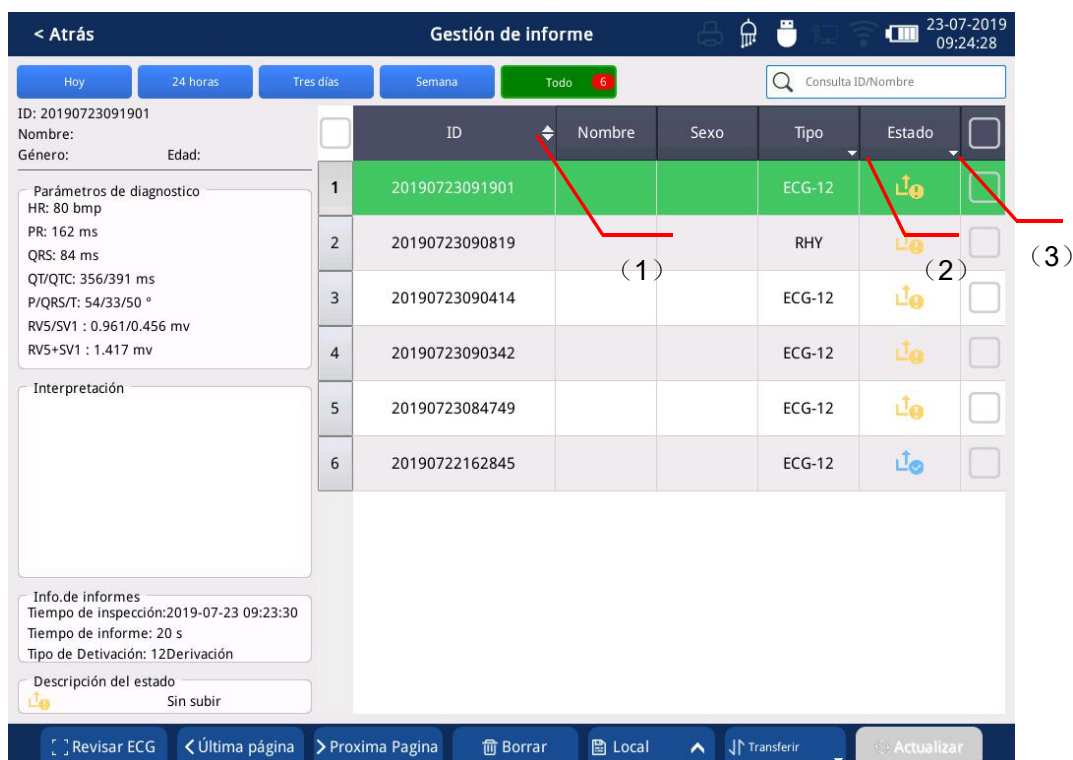 < Atrás
Gestión de informe
23-07-2019
09:24:28
Hoy
24 horas
Tres días
Semana
Todo 6
Consulta ID/Nombre
ID: 20190723091901
Nombre:
Género: Edad:
Parámetros de diagnostico
HR: 80 bmp
PR: 162 ms
QRS: 84 ms
QT/QTC: 356/391 ms
P/QRS/T: 54/33/50 °
RV5/SV1 : 0.961/0.456 mv
RV5+SV1 : 1.417 mv
Interpretación
Info.de informes
Tiempo de inspección:2019-07-23 09:23:30
Tiempo de informe: 20 s
Tipo de Detivación: 12Derivación
Descripción del estado
Sin subir
ID Nombre Sexo Tipo Estado
1 20190723091901 ECG-12
2 20190723090819 RHY
3 20190723090414 ECG-12
4 20190723090342 ECG-12
5 20190723084749 ECG-12
6 20190722162845 ECG-12
（1）
（2）
（3）
Revisar ECG
Última página
Proxima Pagina
Borrar
Local
Transferir
Actualizar